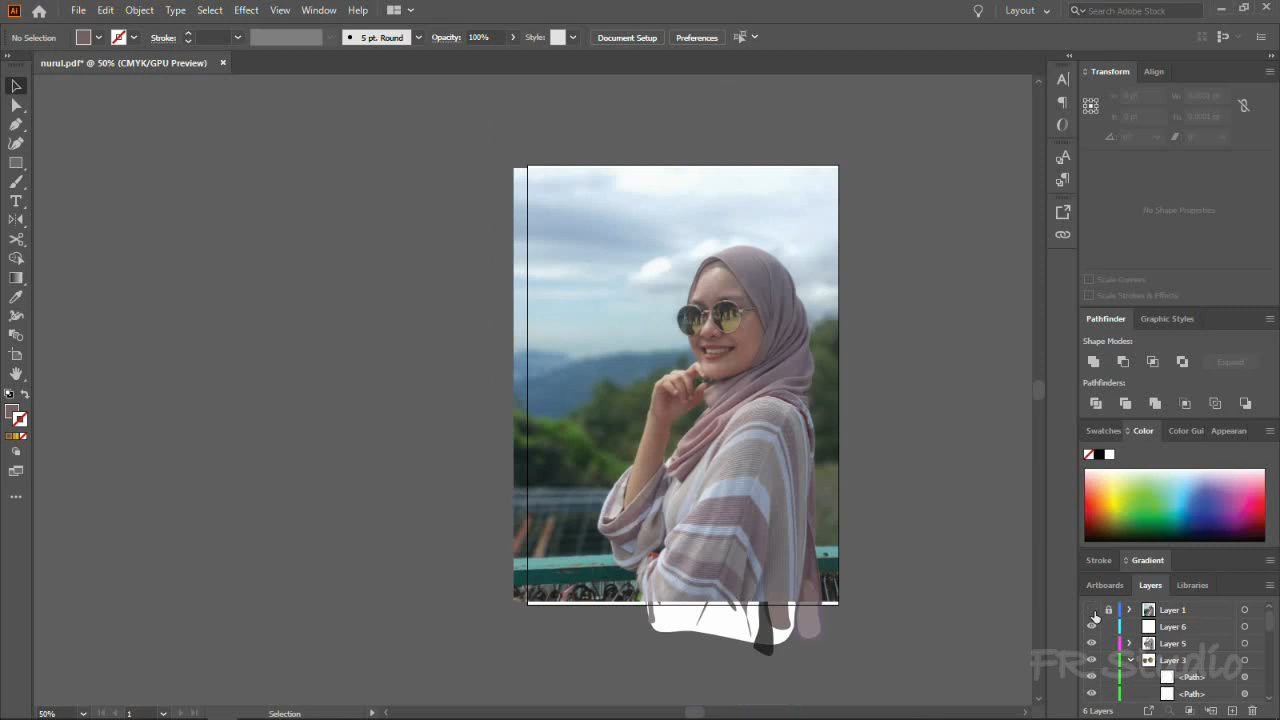 Ai File Edit Object Type Select Effect View Window Help Layout Search Adobe Stock
No Selection Stroke: 5 pt. Round Opacity: 100% Style: Document Setup Preferences
nurul.pdf* @ 50% (CMYK/GPU Preview)
Transform Align
No Shape Properties
Scale Corners
Scale Strokes & Effects
Pathfinder Graphic Styles
Shape Modes:
Expand
Pathfinders:
Swatches Color Color Gui Appearan
Stroke Gradient
Artboards Layers Libraries
Layer 1
Layer 6
Layer 5
FR Studio
Layer 3
<Path>
<Path>
50% 1 Selection 6 Layers